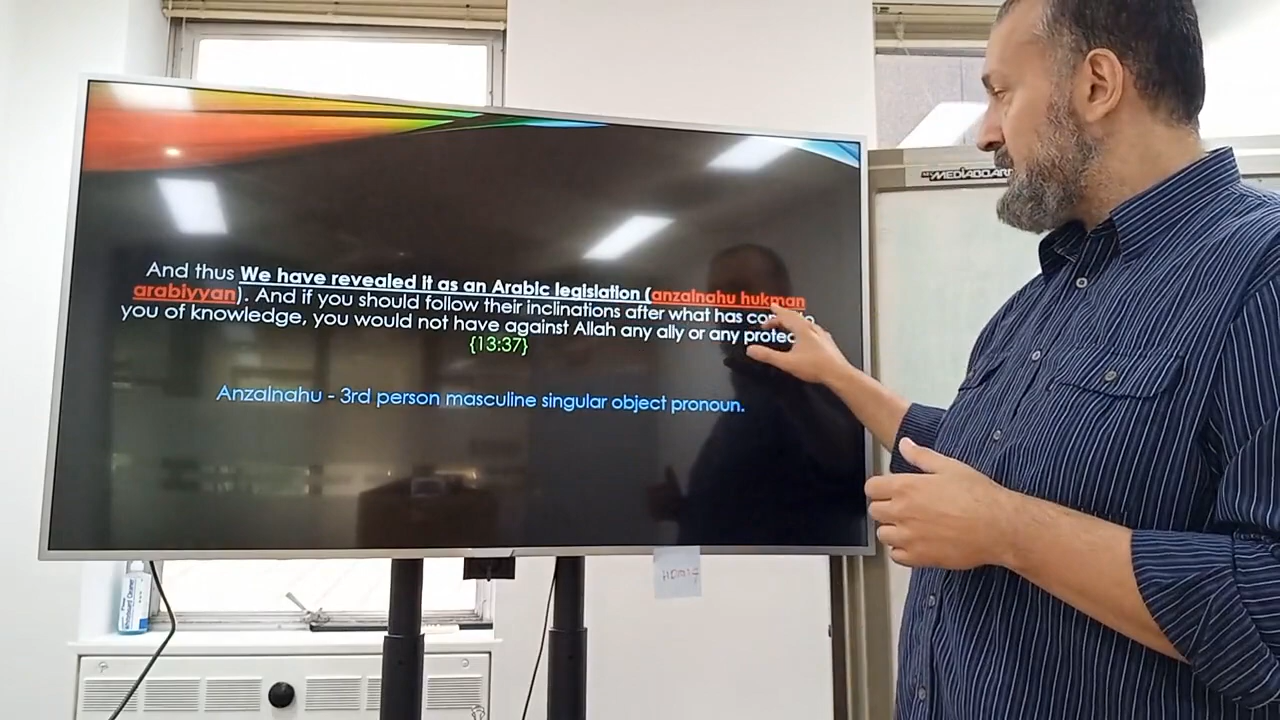 And thus We have revealed it as an Arabic legislation (anzalnahu hukman
arabiyyan). And if you should follow their inclinations after what has
you of knowledge, you would not have against Allah any ally or any
{13:37}
Anzalnahu - 3rd person masculine singular object pronoun.
MEDIABOARD
HDMI